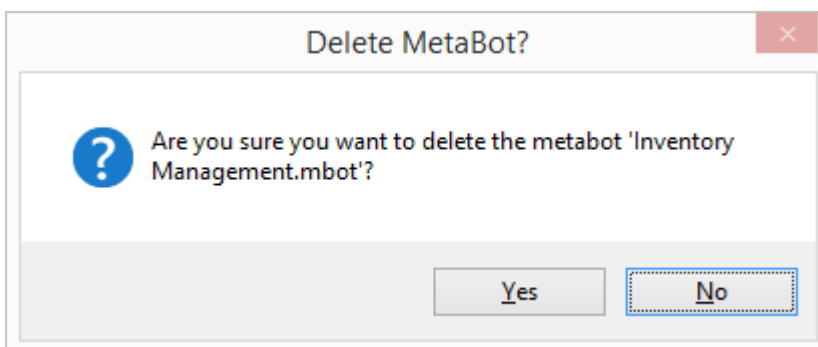 Delete MetaBot?
Are you sure you want to delete the metabot 'Inventory
Management.mbot'?
Yes
No